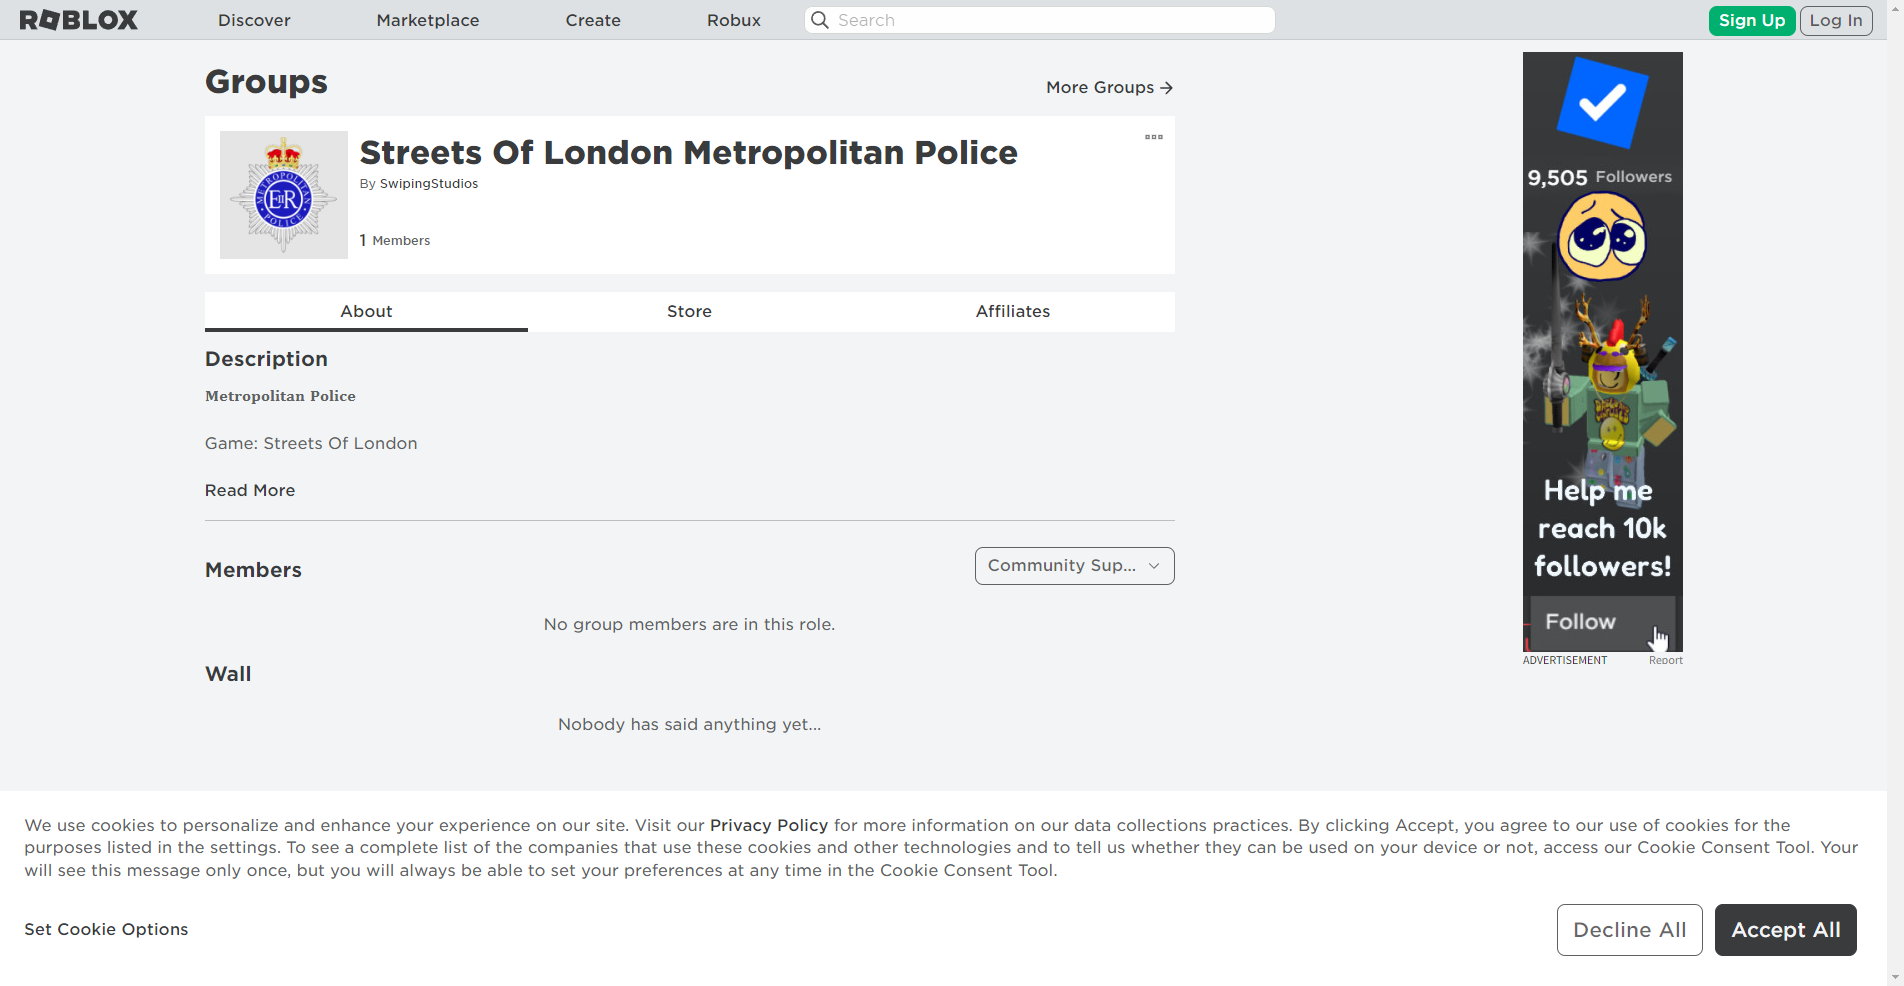 ROBLOX
Discover
Marketplace
Create
Robux
Search
Sign Up
Log In
Groups
More Groups →
METROPOLITAN
EIIR
POLICE
Streets Of London Metropolitan Police
By SwipingStudios
1 Members
About
Store
Affiliates
Description
Metropolitan Police
Game: Streets Of London
Read More
Members
Community Sup...
No group members are in this role.
Wall
Nobody has said anything yet...
9,505 Followers
Help me
reach 10k
followers!
Follow
ADVERTISEMENT
Report
We use cookies to personalize and enhance your experience on our site. Visit our Privacy Policy for more information on our data collections practices. By clicking Accept, you agree to our use of cookies for the
purposes listed in the settings. To see a complete list of the companies that use these cookies and other technologies and to tell us whether they can be used on your device or not, access our Cookie Consent Tool. Your
will see this message only once, but you will always be able to set your preferences at any time in the Cookie Consent Tool.
Set Cookie Options
Decline All
Accept All